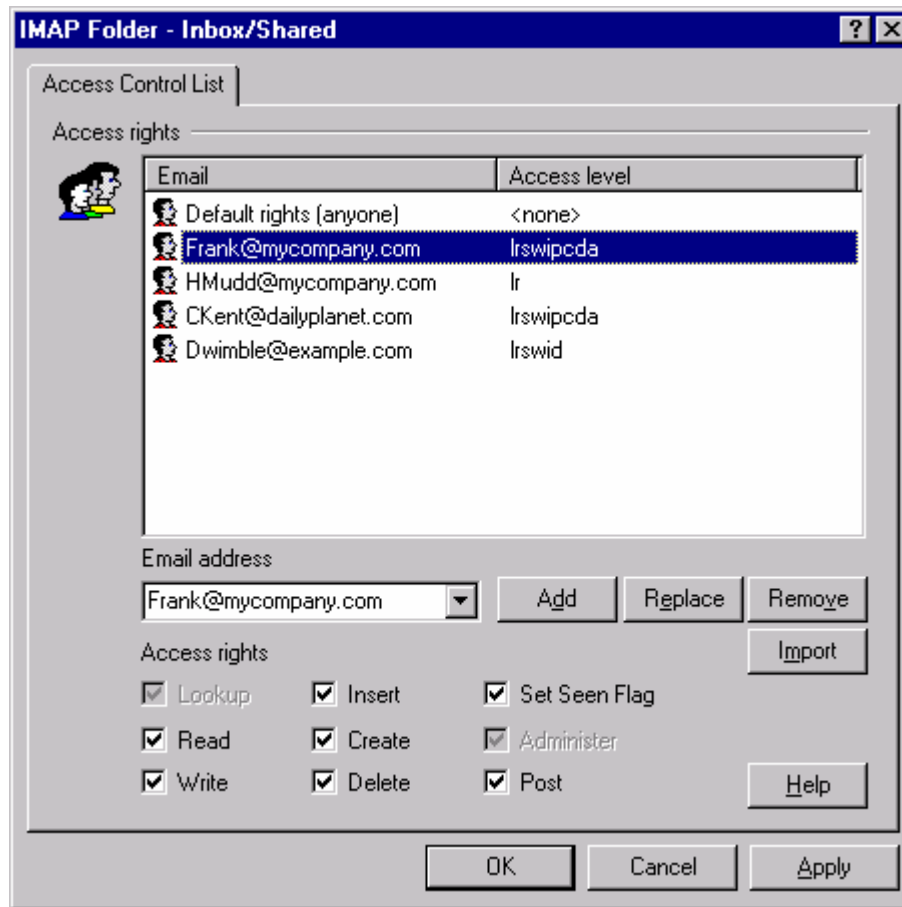 IMAP Folder - Inbox/Shared
Access Control List
Access rights
Email Access level
Default rights (anyone) <none>
Frank@mycompany.com lrswipcda
HMudd@mycompany.com lr
CKent@dailyplanet.com lrswipcda
Dwimble@example.com lrswid
Email address
Frank@mycompany.com Add Replace Remove
Access rights Import
Lookup Insert Set Seen Flag
Read Create Administer
Write Delete Post Help
OK Cancel Apply